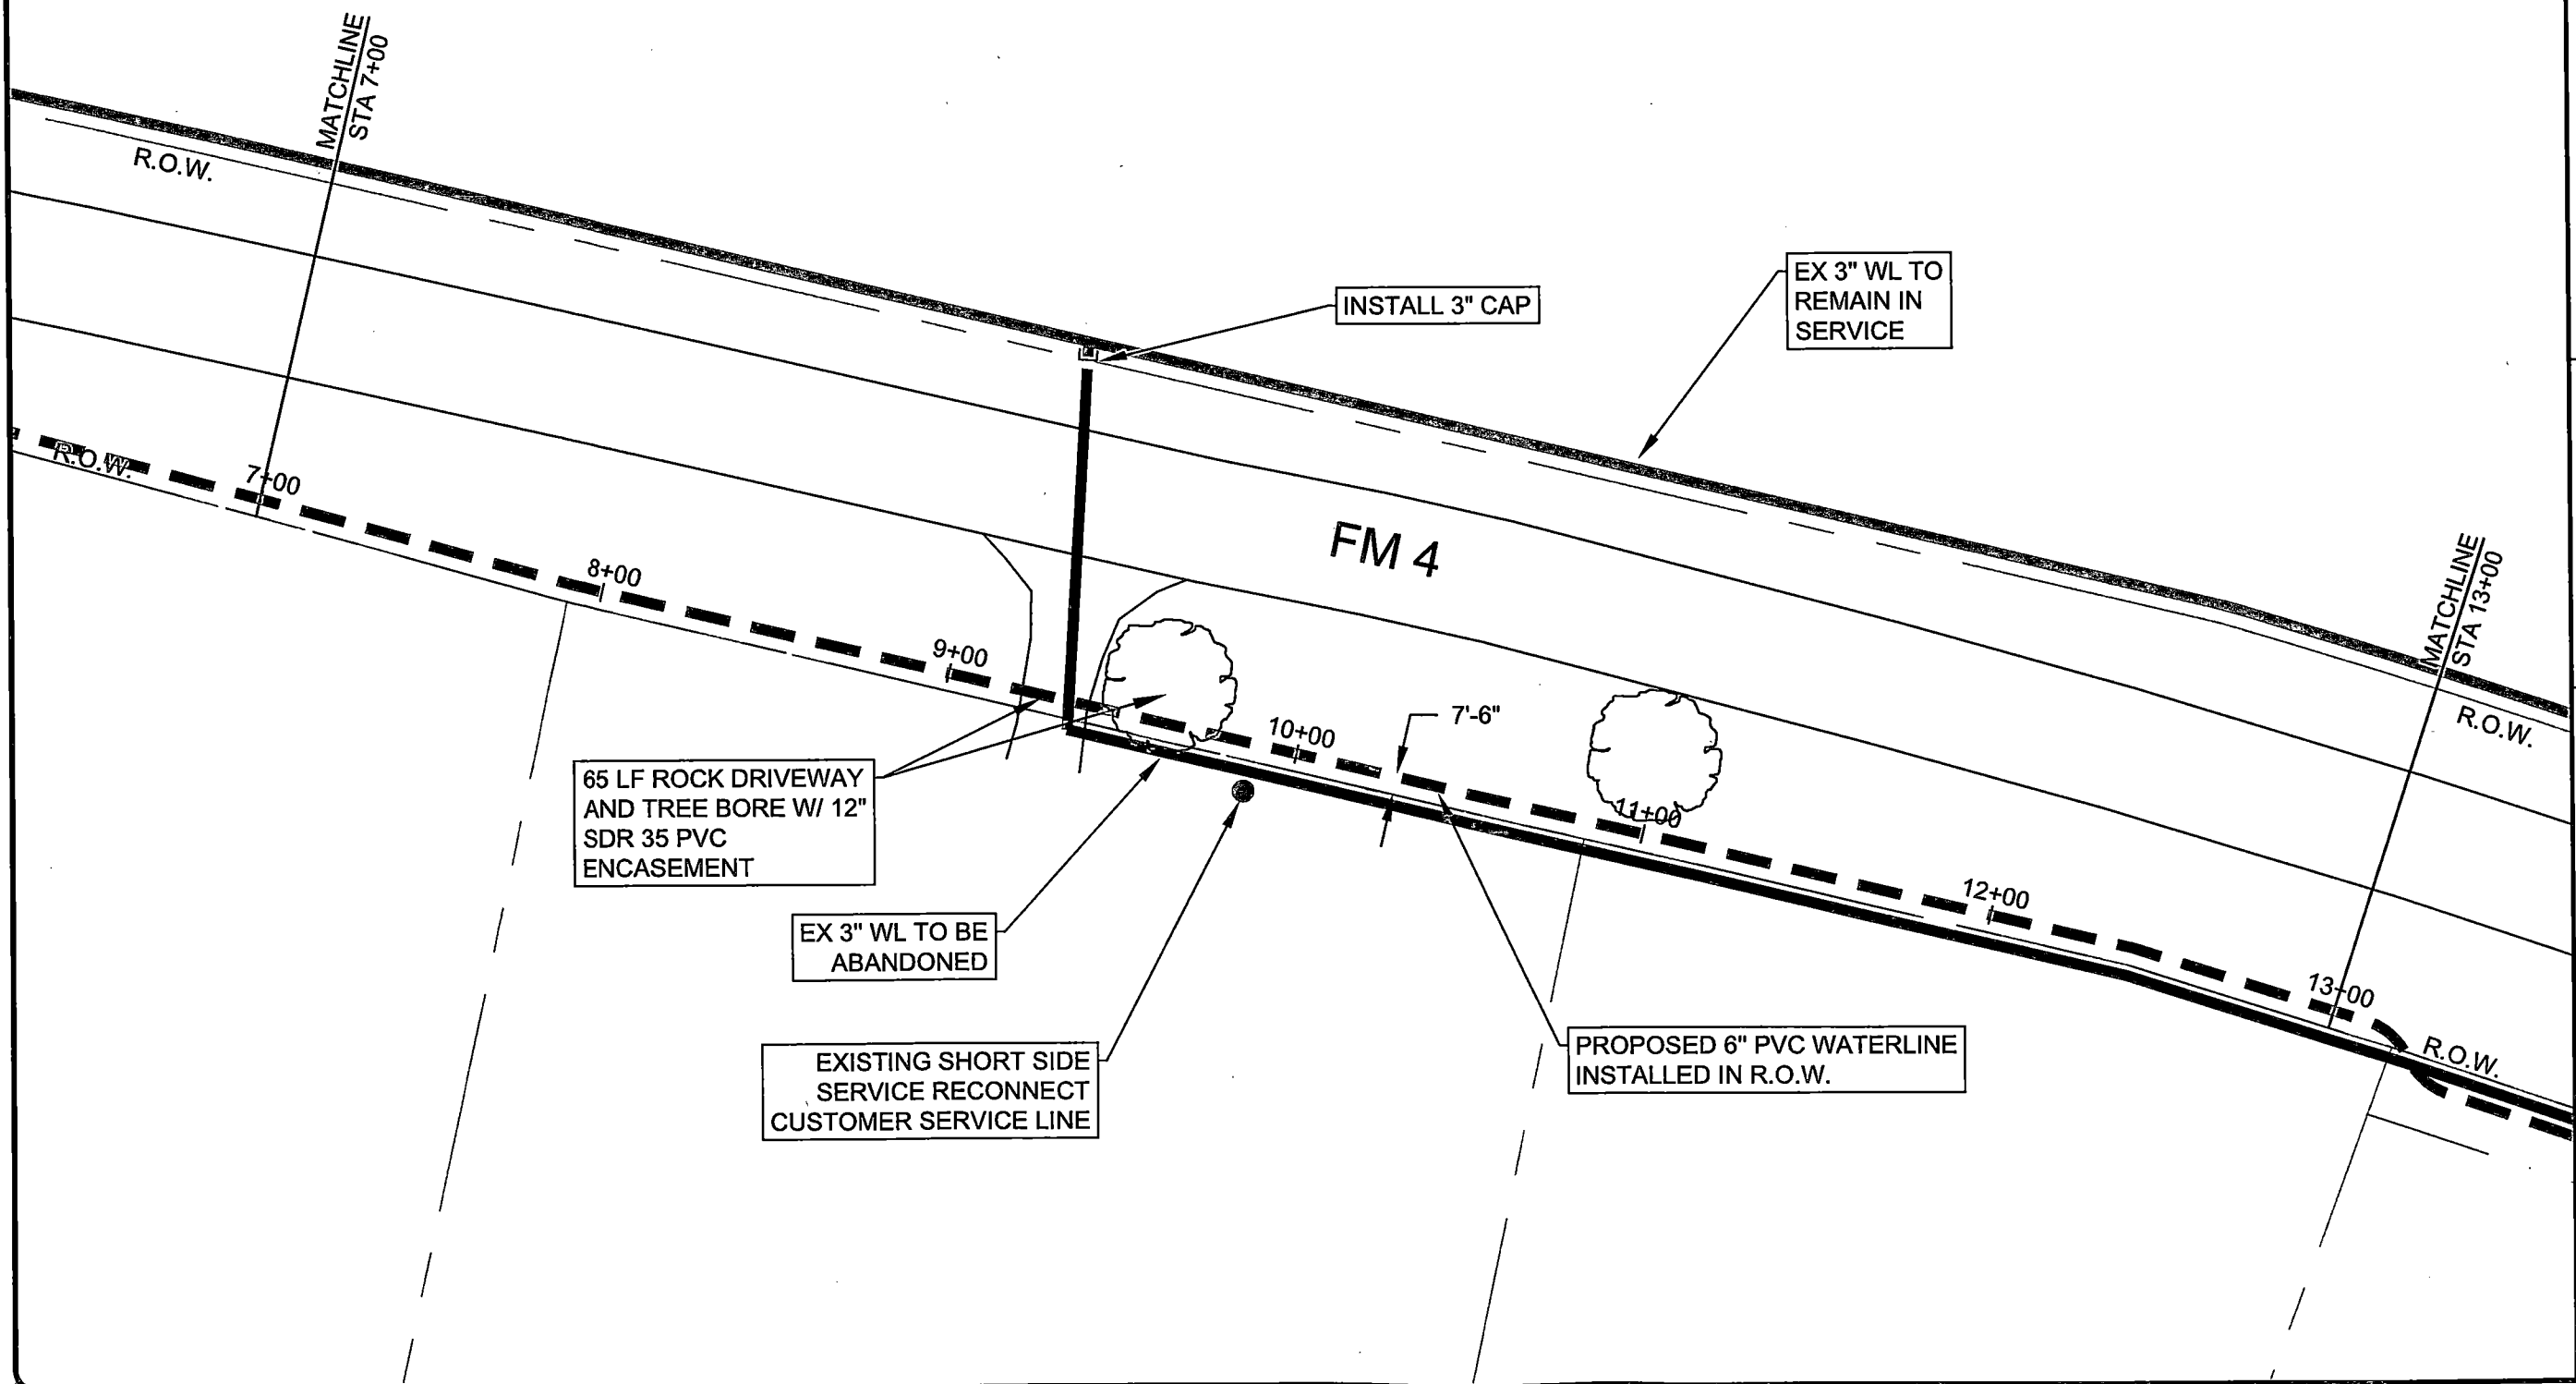 MATCHLINE
STA 7+00
R.O.W.
INSTALL 3" CAP
EX 3" WL TO
REMAIN IN
SERVICE
R.O.W.
7+00
8+00
9+00
FM 4
MATCHLINE
STA 13+00
R.O.W.
10+00
7'-6"
11+00
12+00
13+00
R.O.W.
65 LF ROCK DRIVEWAY
AND TREE BORE W/ 12"
SDR 35 PVC
ENCASEMENT
EX 3" WL TO BE
ABANDONED
EXISTING SHORT SIDE
SERVICE RECONNECT
CUSTOMER SERVICE LINE
PROPOSED 6" PVC WATERLINE
INSTALLED IN R.O.W.